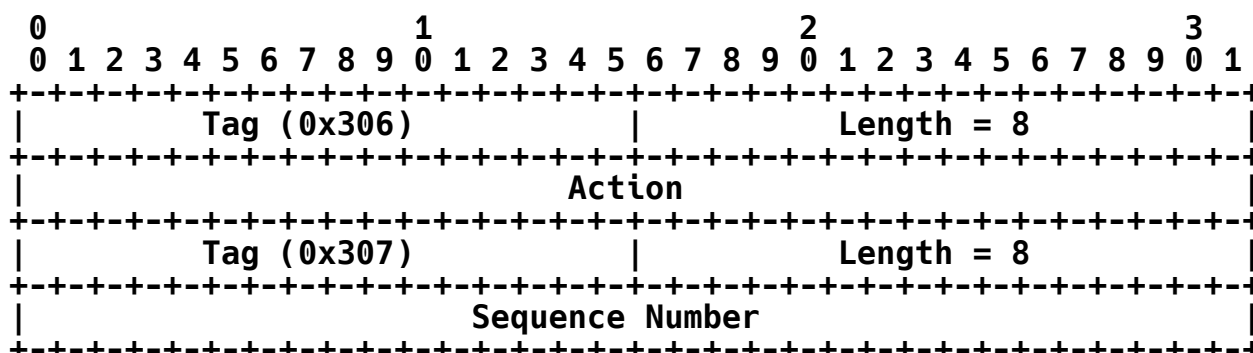 0                   1                   2                   3
 0 1 2 3 4 5 6 7 8 9 0 1 2 3 4 5 6 7 8 9 0 1 2 3 4 5 6 7 8 9 0 1
+-+-+-+-+-+-+-+-+-+-+-+-+-+-+-+-+-+-+-+-+-+-+-+-+-+-+-+-+-+-+-+-+
|         Tag (0x306)           |          Length = 8           |
+-+-+-+-+-+-+-+-+-+-+-+-+-+-+-+-+-+-+-+-+-+-+-+-+-+-+-+-+-+-+-+-+
|                            Action                             |
+-+-+-+-+-+-+-+-+-+-+-+-+-+-+-+-+-+-+-+-+-+-+-+-+-+-+-+-+-+-+-+-+
|         Tag (0x307)           |          Length = 8           |
+-+-+-+-+-+-+-+-+-+-+-+-+-+-+-+-+-+-+-+-+-+-+-+-+-+-+-+-+-+-+-+-+
|                       Sequence Number                         |
+-+-+-+-+-+-+-+-+-+-+-+-+-+-+-+-+-+-+-+-+-+-+-+-+-+-+-+-+-+-+-+-+